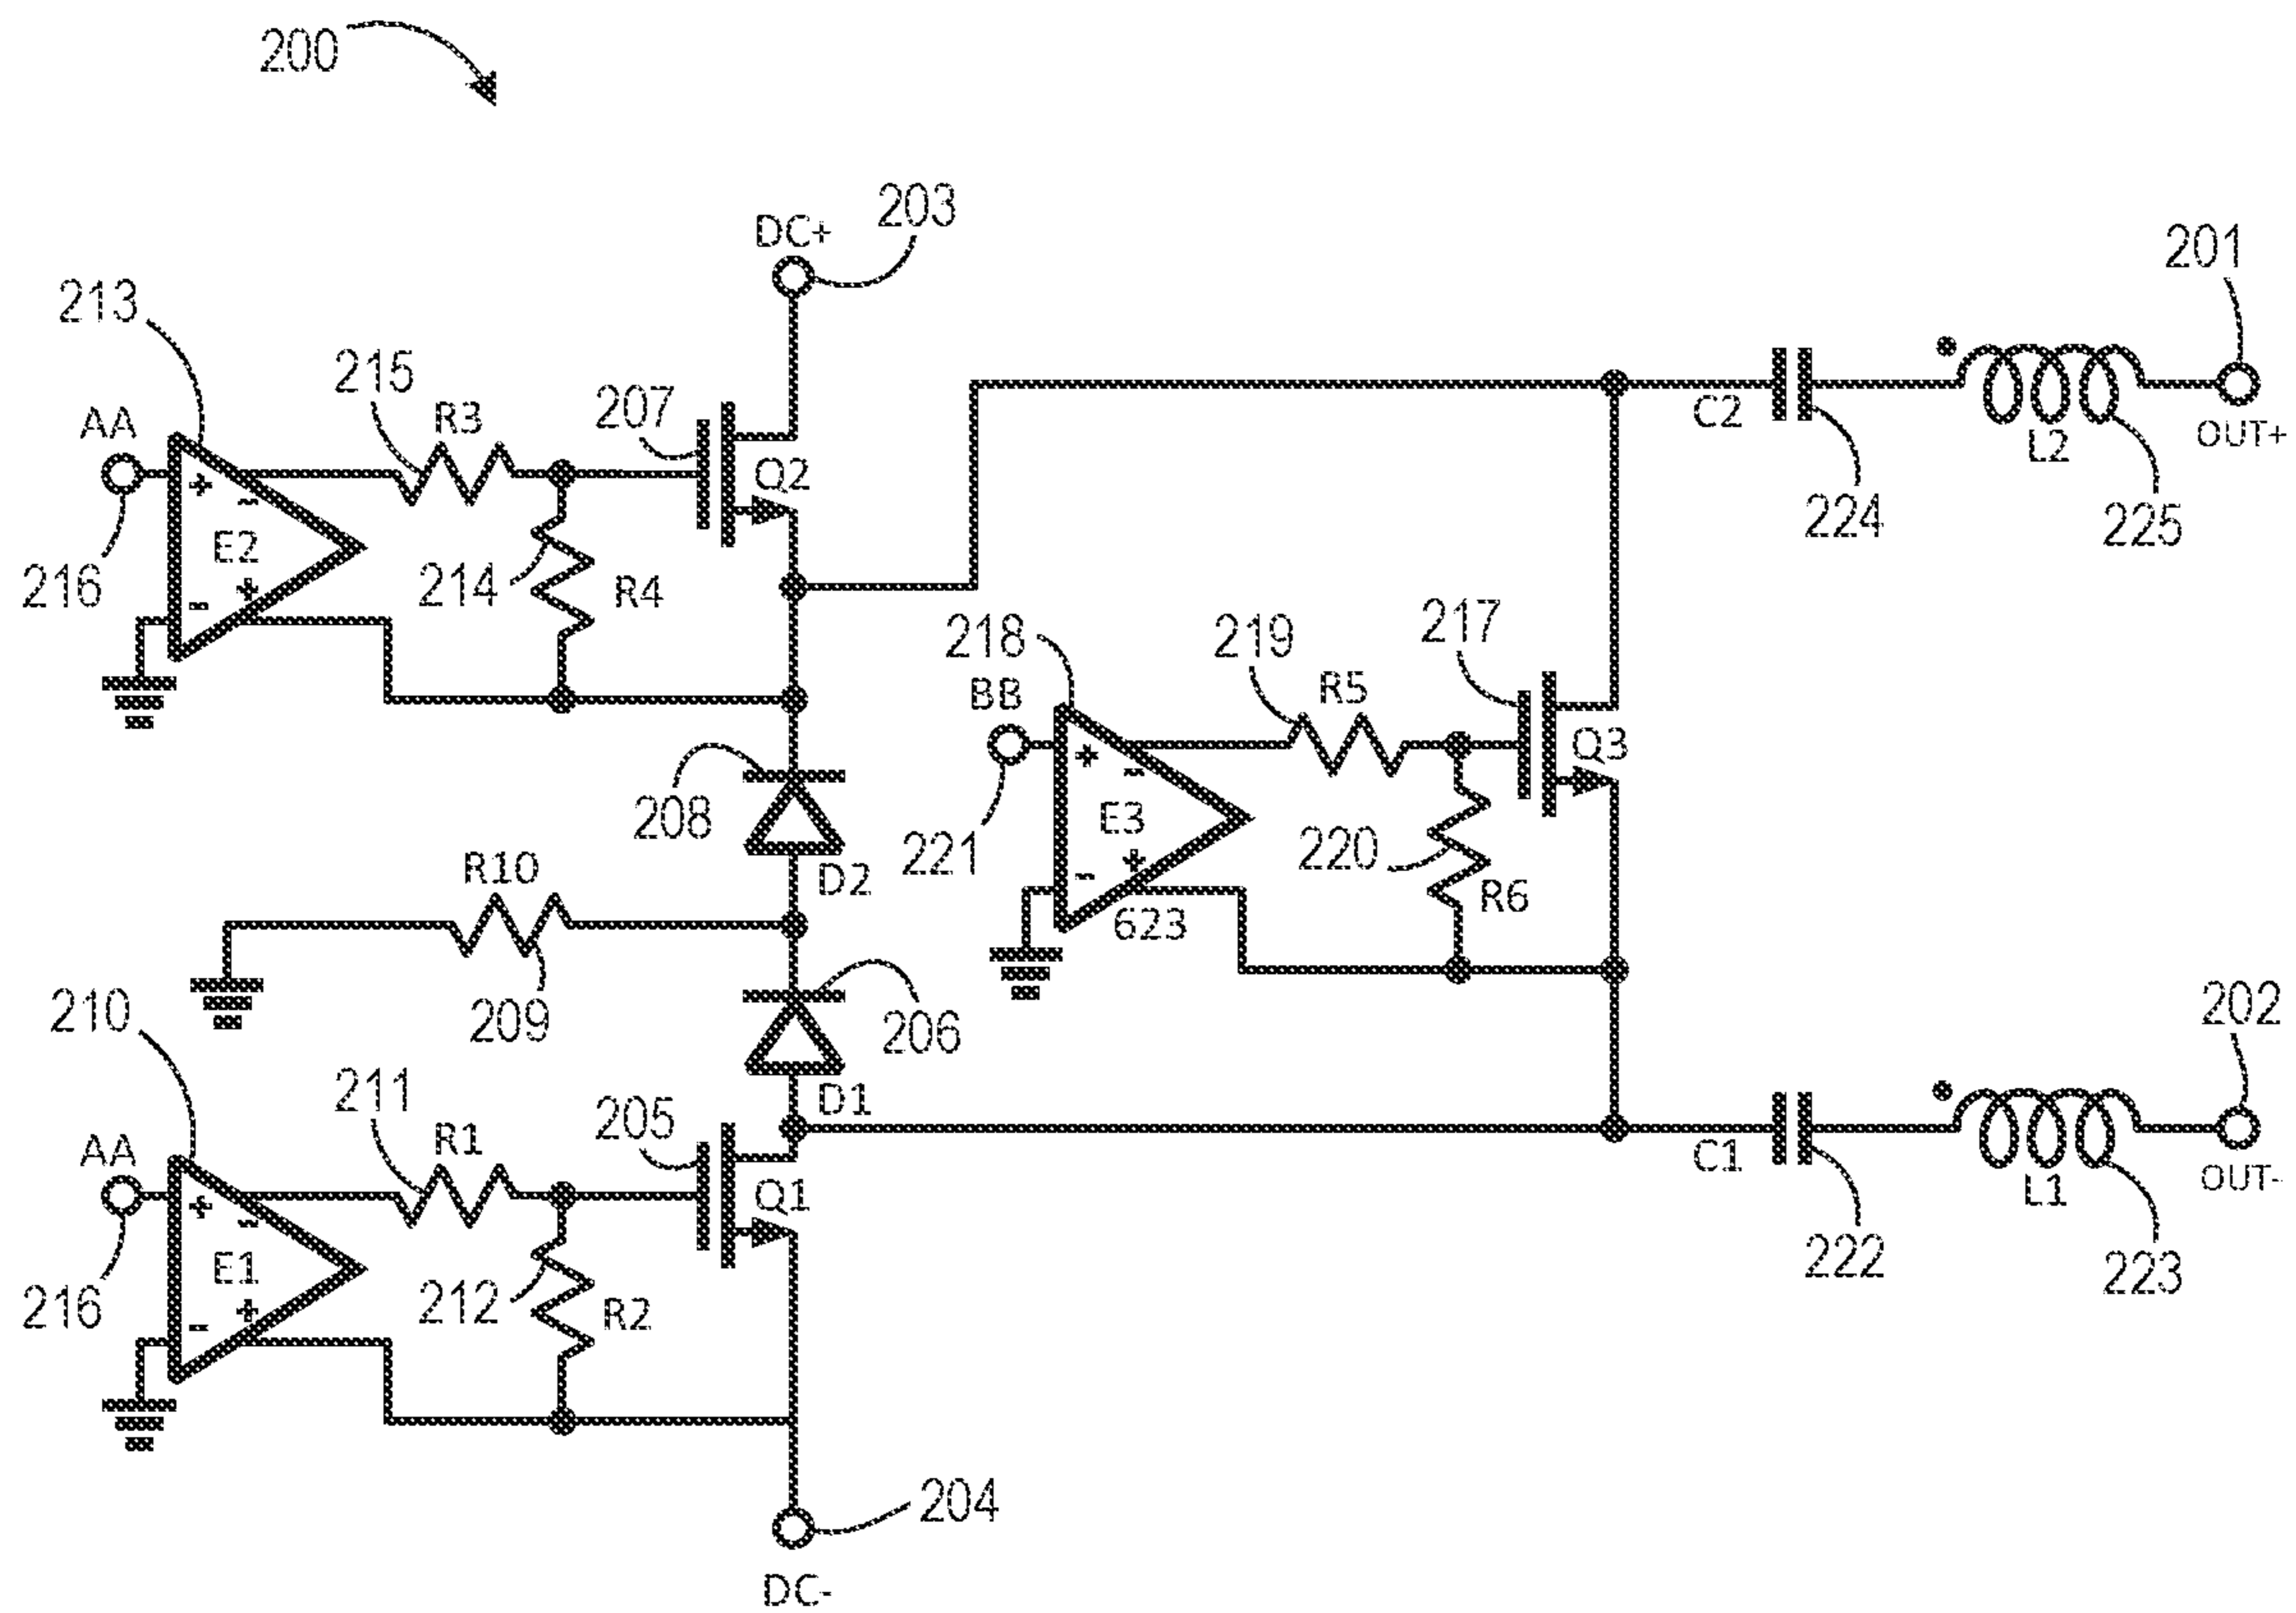 200
203
DC+
201
213
215
R3
207
AA
C2
L2
OUT+
Q2
E2
216
214
R4
224
225
218
219
217
BB
R5
Q3
208
E3
221
220
R6
D2
623
R10
209
206
202
210
D1
211
R1
205
C1
L1
OUT-
AA
Q1
E1
216
212
R2
222
223
204
DC-